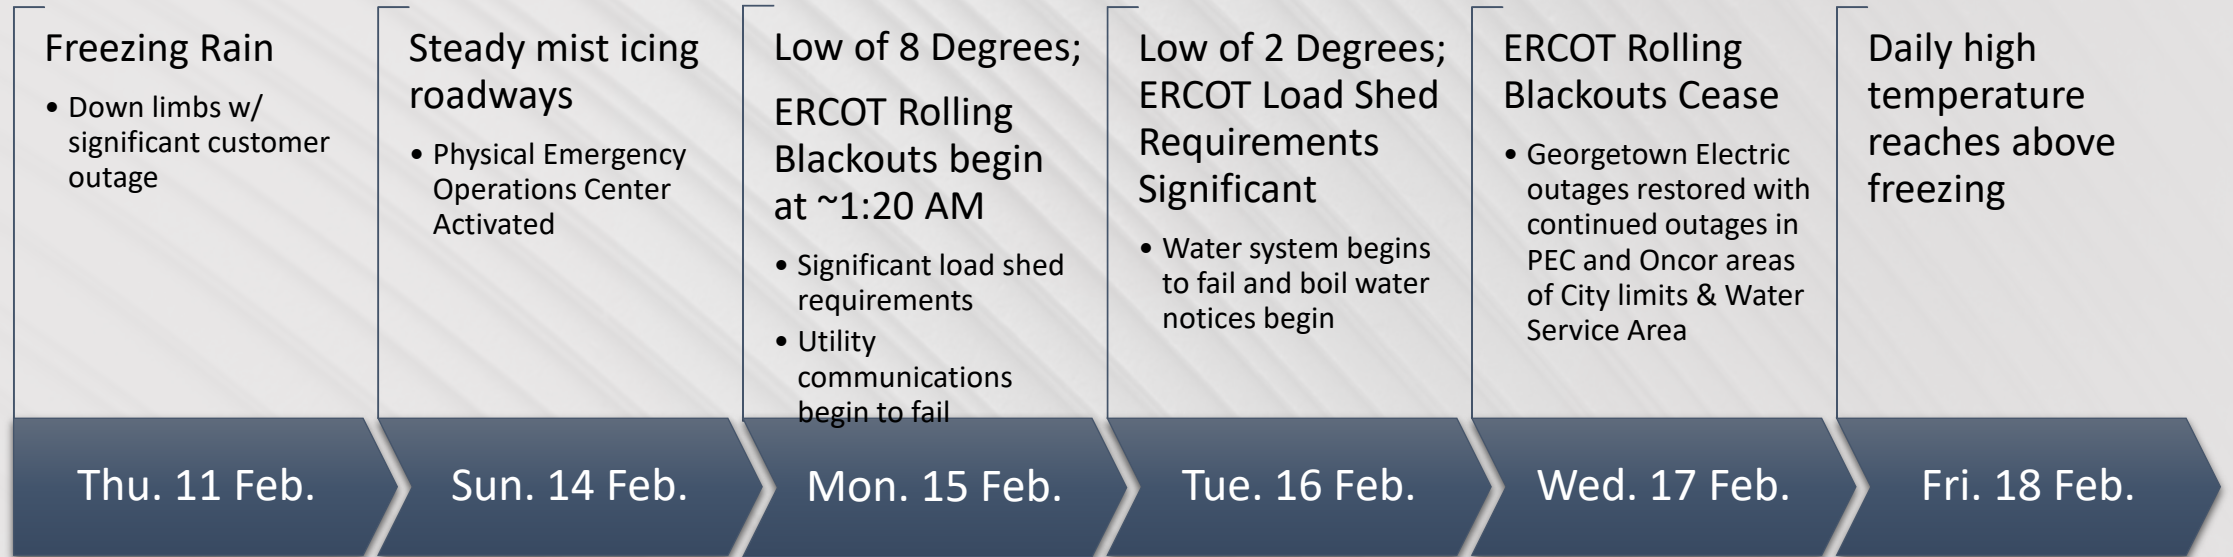 Freezing Rain
• Down limbs w/
significant customer
outage
Thu. 11 Feb.
Steady mist icing
roadways
• Physical Emergency
Operations Center
Activated
Sun. 14 Feb.
Low of 8 Degrees;
ERCOT Rolling
Blackouts begin
at ~1:20 AM
• Significant load shed
requirements
• Utility
communications
begin to fail
Mon. 15 Feb.
Low of 2 Degrees;
ERCOT Load Shed
Requirements
Significant
• Water system begins
to fail and boil water
notices begin
Tue. 16 Feb.
ERCOT Rolling
Blackouts Cease
• Georgetown Electric
outages restored with
continued outages in
PEC and Oncor areas
of City limits & Water
Service Area
Wed. 17 Feb.
Daily high
temperature
reaches above
freezing
Fri. 18 Feb.